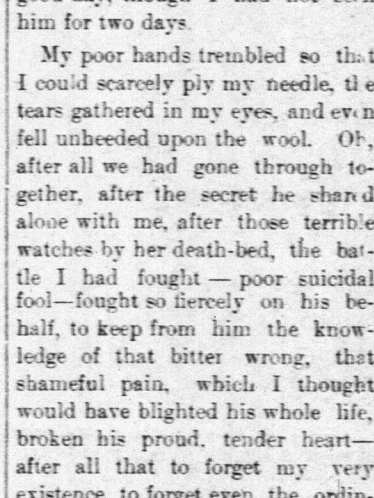 him for two days.
My poor hands trembled so that
I could scarcely ply my needle, the
tears gathered in my eyes, and even
fell unheeded upon the wool. Oh,
after all we had gone through to-
gether, after the secret he shared
alone with me, after those terrible
watches by her death-bed, the bat-
tle I had fought — poor suicidal
fool—fought so fiercely on his be-
half, to keep from him the know-
ledge of that bitter wrong, that
shameful pain, which I thought
would have blighted his whole life,
broken his proud, tender heart—
after all that to forget my very
existence, to forget even the ordin-